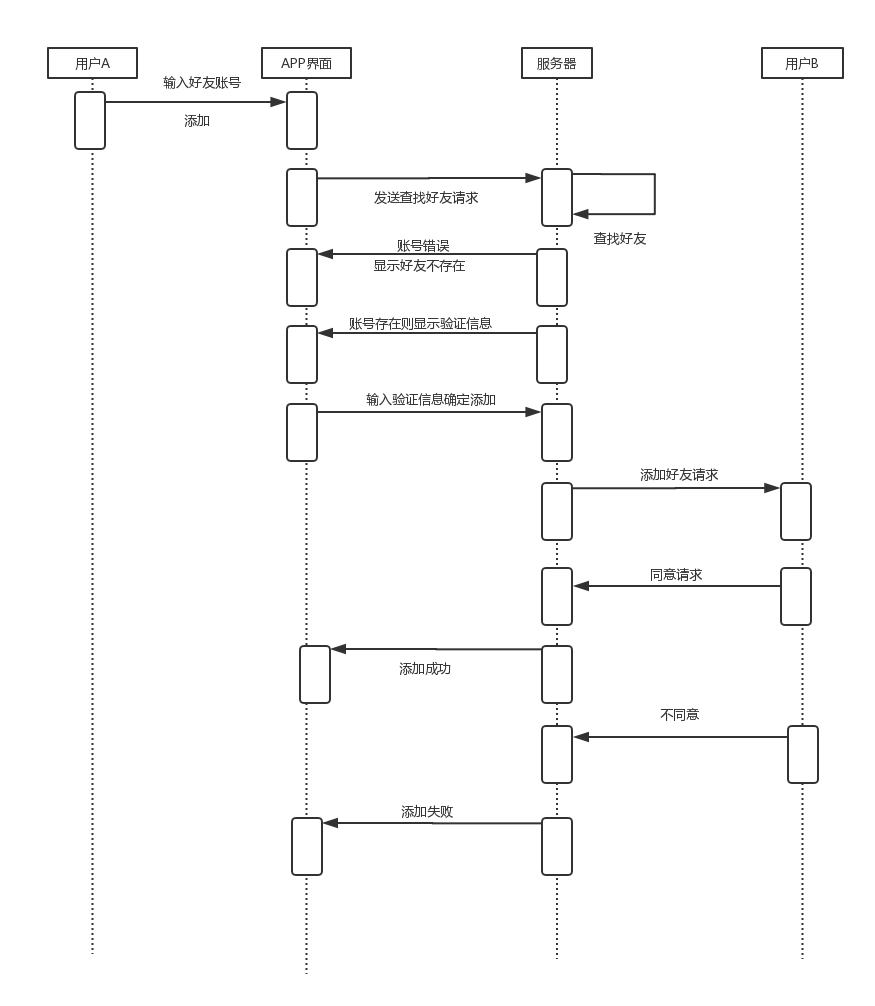 用户A
APP界面
服务器
用户B
输入好友账号
添加
发送查找好友请求
查找好友
账号错误
显示好友不存在
账号存在则显示验证信息
输入验证信息确定添加
添加好友请求
同意请求
添加成功
不同意
添加失败